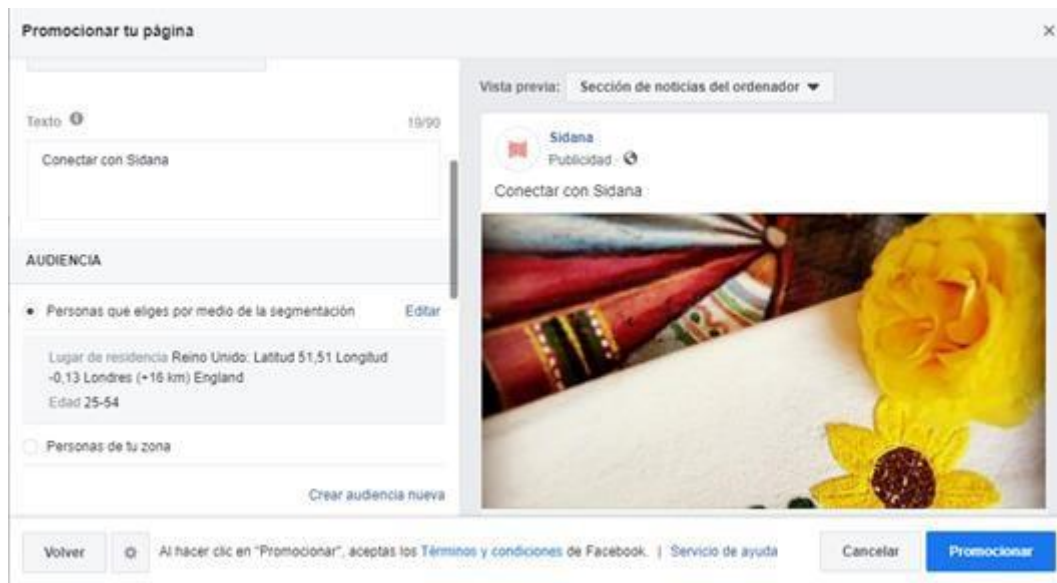 Promocionar tu página
×
Texto
19/90
Conectar con Sidana
AUDIENCIA
Personas que eliges por medio de la segmentación
Editar
Lugar de residencia Reino Unido: Latitud 51,51 Longitud
-0,13 Londres (+16 km) England
Edad 25-54
Personas de tu zona
Crear audiencia nueva
Vista previa: Sección de noticias del ordenador
Sidana
Publicidad ·
Conectar con Sidana
Volver
Al hacer clic en "Promocionar", aceptas los Términos y condiciones de Facebook. | Servicio de ayuda
Cancelar
Promocionar